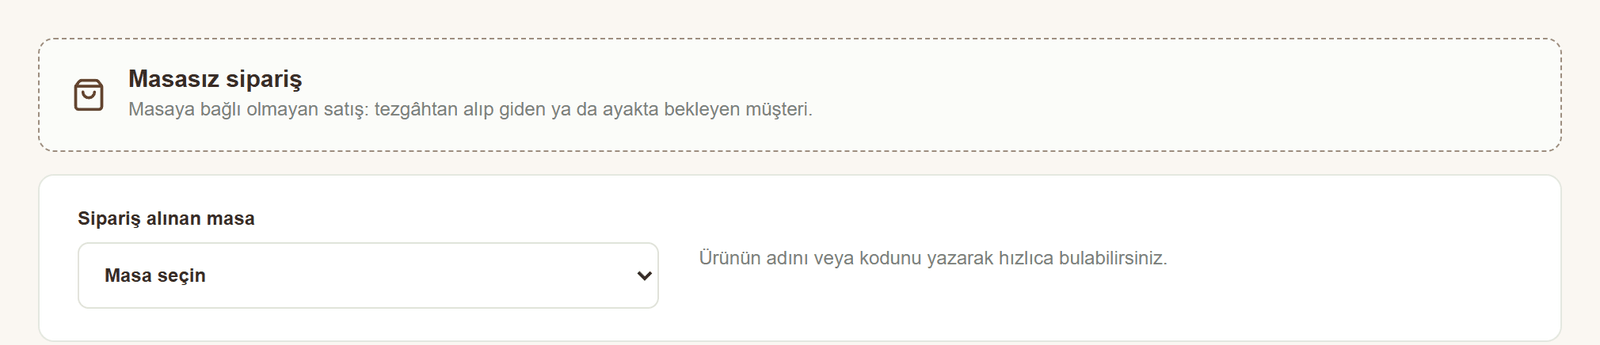 Masasız sipariş
Masaya bağlı olmayan satış: tezgâhtan alıp giden ya da ayakta bekleyen müşteri.
Sipariş alınan masa
Masa seçin
Ürünün adını veya kodunu yazarak hızlıca bulabilirsiniz.